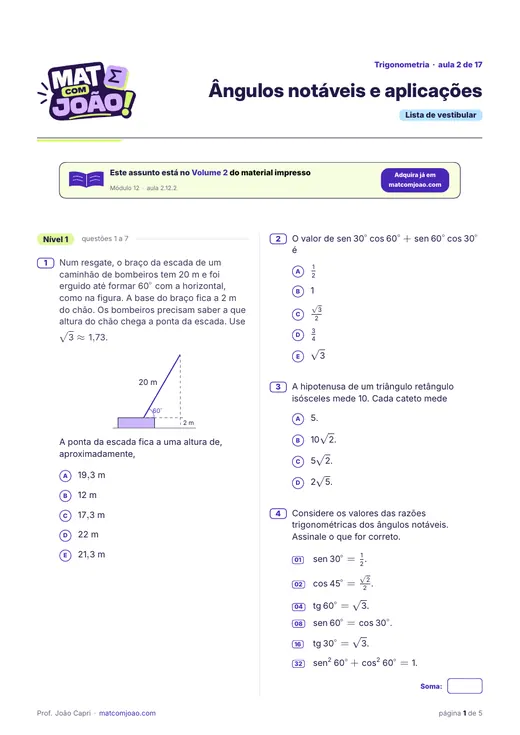 MAT Σ
COM
JOÃO!
Trigonometria · aula 2 de 17
Ângulos notáveis e aplicações
Lista de vestibular
Este assunto está no Volume 2 do material impresso
Módulo 12 · aula 2.12.2
Adquira já em
matcomjoao.com
Nível 1 questões 1 a 7
1 Num resgate, o braço da escada de um
caminhão de bombeiros tem 20 m e foi
erguido até formar 60° com a horizontal,
como na figura. A base do braço fica a 2 m
do chão. Os bombeiros precisam saber a que
altura do chão chega a ponta da escada. Use
√3 ≈ 1,73.
20 m
60°
2 m
A ponta da escada fica a uma altura de,
aproximadamente,
A 19,3 m
B 12 m
C 17,3 m
D 22 m
E 21,3 m
2 O valor de sen 30° cos 60° + sen 60° cos 30°
é
A 1/2
B 1
C √3/2
D 3/4
E √3
3 A hipotenusa de um triângulo retângulo
isósceles mede 10. Cada cateto mede
A 5.
B 10√2.
C 5√2.
D 2√5.
4 Considere os valores das razões
trigonométricas dos ângulos notáveis.
Assinale o que for correto.
01 sen 30° = 1/2.
02 cos 45° = √2/2.
04 tg 60° = √3.
08 sen 60° = cos 30°.
16 tg 30° = √3.
32 sen² 60° + cos² 60° = 1.
Soma:
Prof. João Capri · matcomjoao.com
página 1 de 5